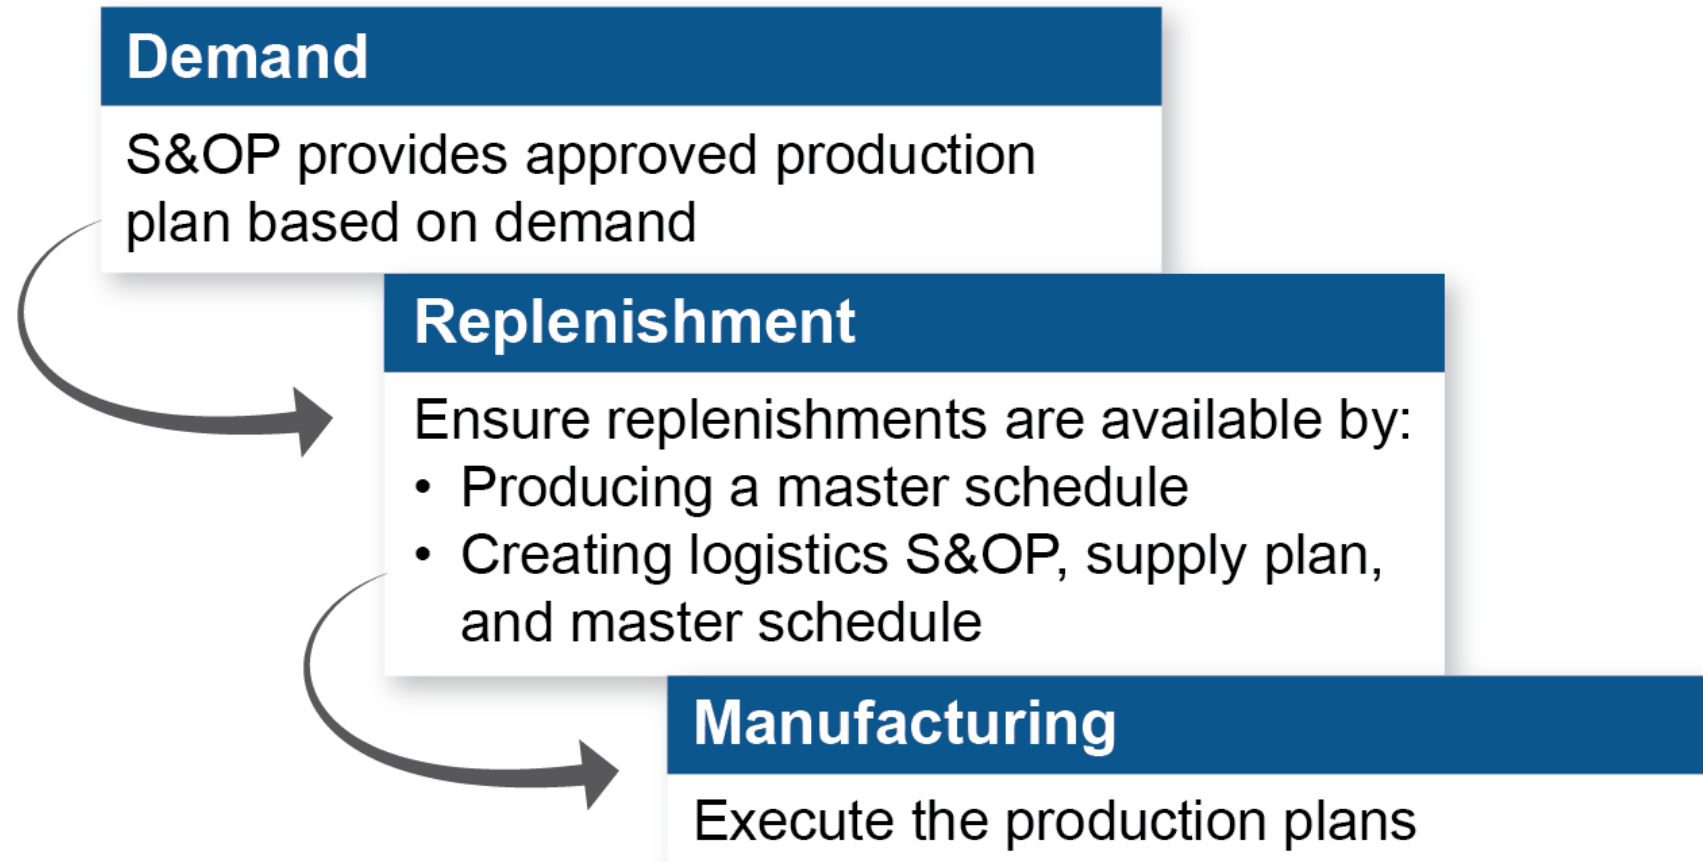 Demand
S&OP provides approved production
plan based on demand
Replenishment
Ensure replenishments are available by:
• Producing a master schedule
• Creating logistics S&OP, supply plan,
and master schedule
Manufacturing
Execute the production plans